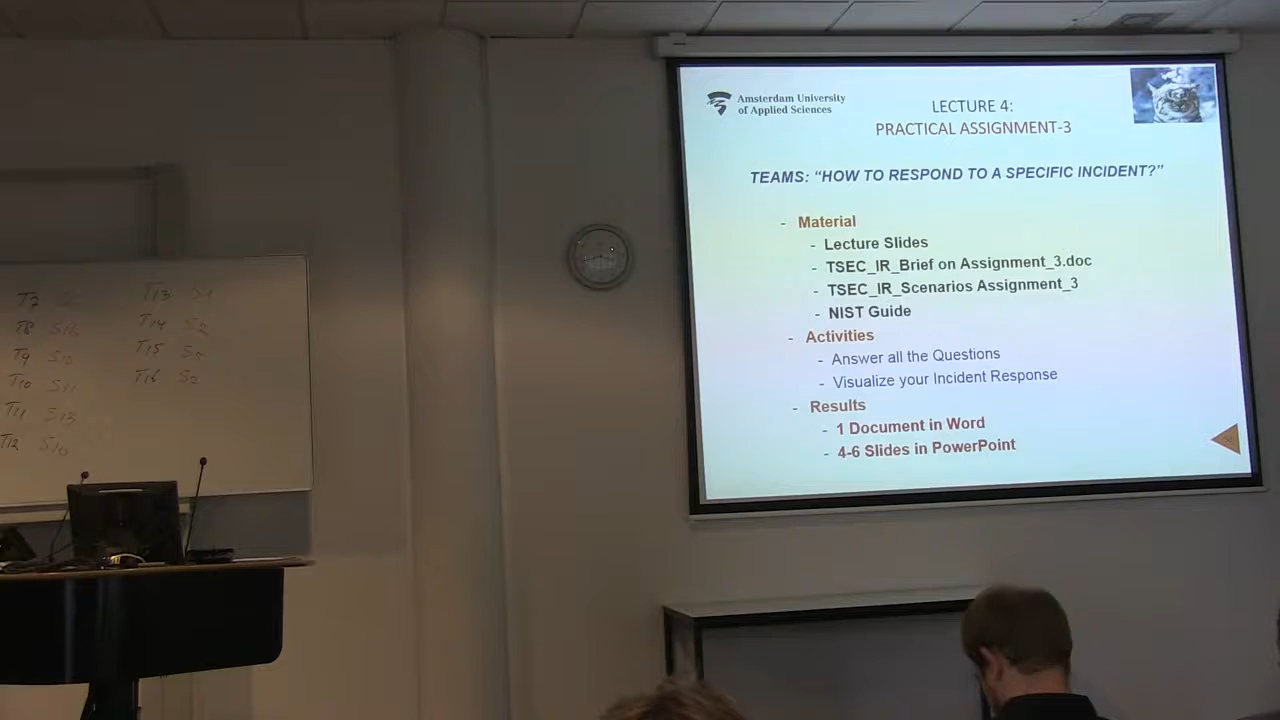 Amsterdam University
of Applied Sciences
LECTURE 4:
PRACTICAL ASSIGNMENT-3
TEAMS: “HOW TO RESPOND TO A SPECIFIC INCIDENT?”
- Material
- Lecture Slides
- TSEC_IR_Brief on Assignment_3.doc
- TSEC_IR_Scenarios Assignment_3
- NIST Guide
- Activities
- Answer all the Questions
- Visualize your Incident Response
- Results
- 1 Document in Word
- 4-6 Slides in PowerPoint
T7
T8
T9
T10
T11 S13
T12 S10
T13
T14 S2
T15
T16